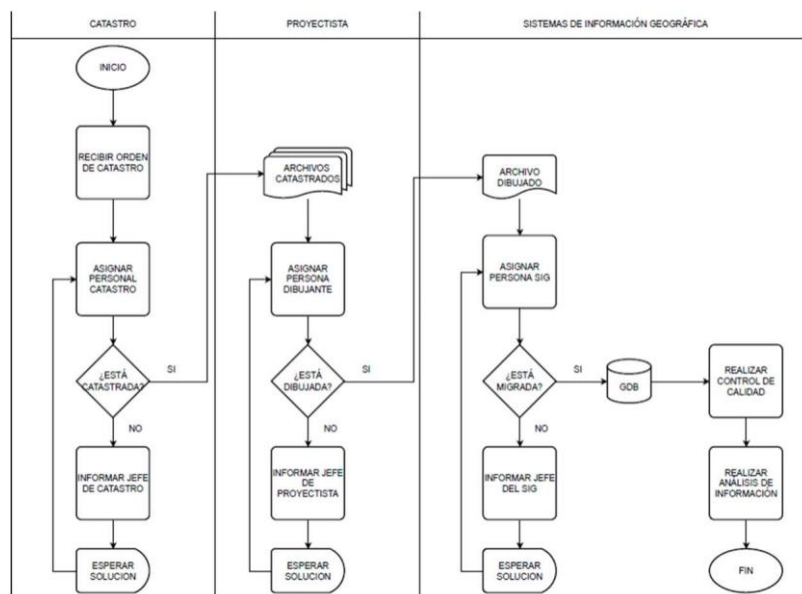 CATASTRO
PROYECTISTA
SISTEMAS DE INFORMACIÓN GEOGRÁFICA
INICIO
RECIBIR ORDEN
DE CATASTRO
ASIGNAR
PERSONAL
CATASTRO
¿ESTÁ
CATASTRADA?
SI
NO
INFORMAR JEFE
DE CATASTRO
ESPERAR
SOLUCION
ARCHIVOS
CATASTRADOS
ASIGNAR
PERSONA
DIBUJANTE
¿ESTÁ
DIBUJADA?
SI
NO
INFORMAR JEFE
DE
PROYECTISTA
ESPERAR
SOLUCION
ARCHIVO
DIBUJADO
ASIGNAR
PERSONA SIG
¿ESTÁ
MIGRADA?
SI
NO
INFORMAR JEFE
DEL SIG
ESPERAR
SOLUCION
GDB
REALIZAR
CONTROL DE
CALIDAD
REALIZAR
ANÁLISIS DE
INFORMACIÓN
FIN